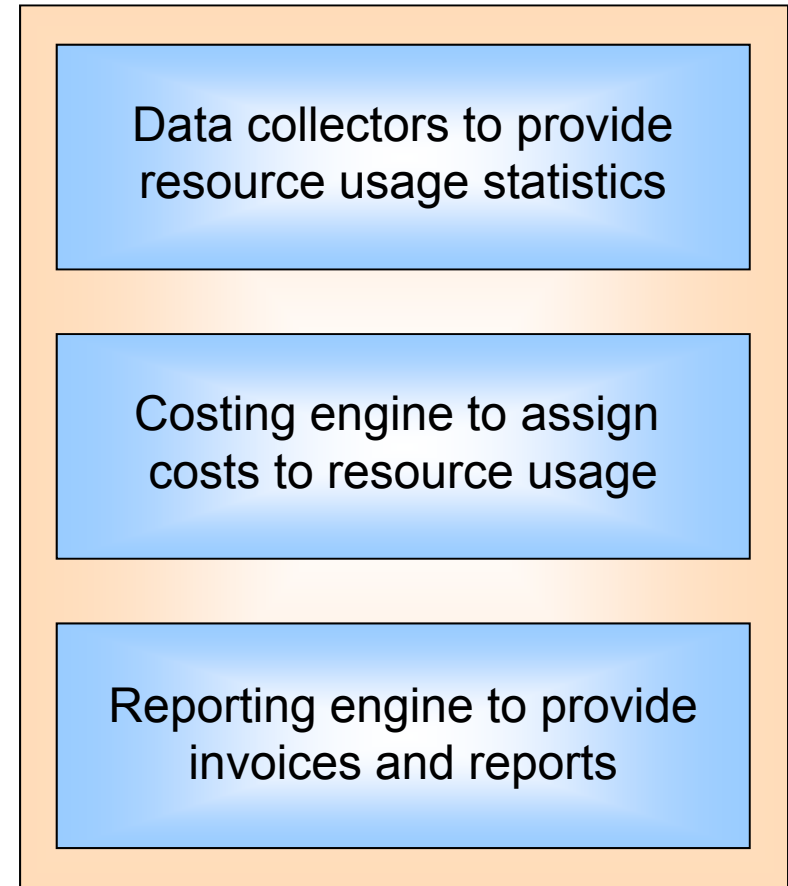 Data collectors to provide
resource usage statistics
Costing engine to assign
costs to resource usage
Reporting engine to provide
invoices and reports